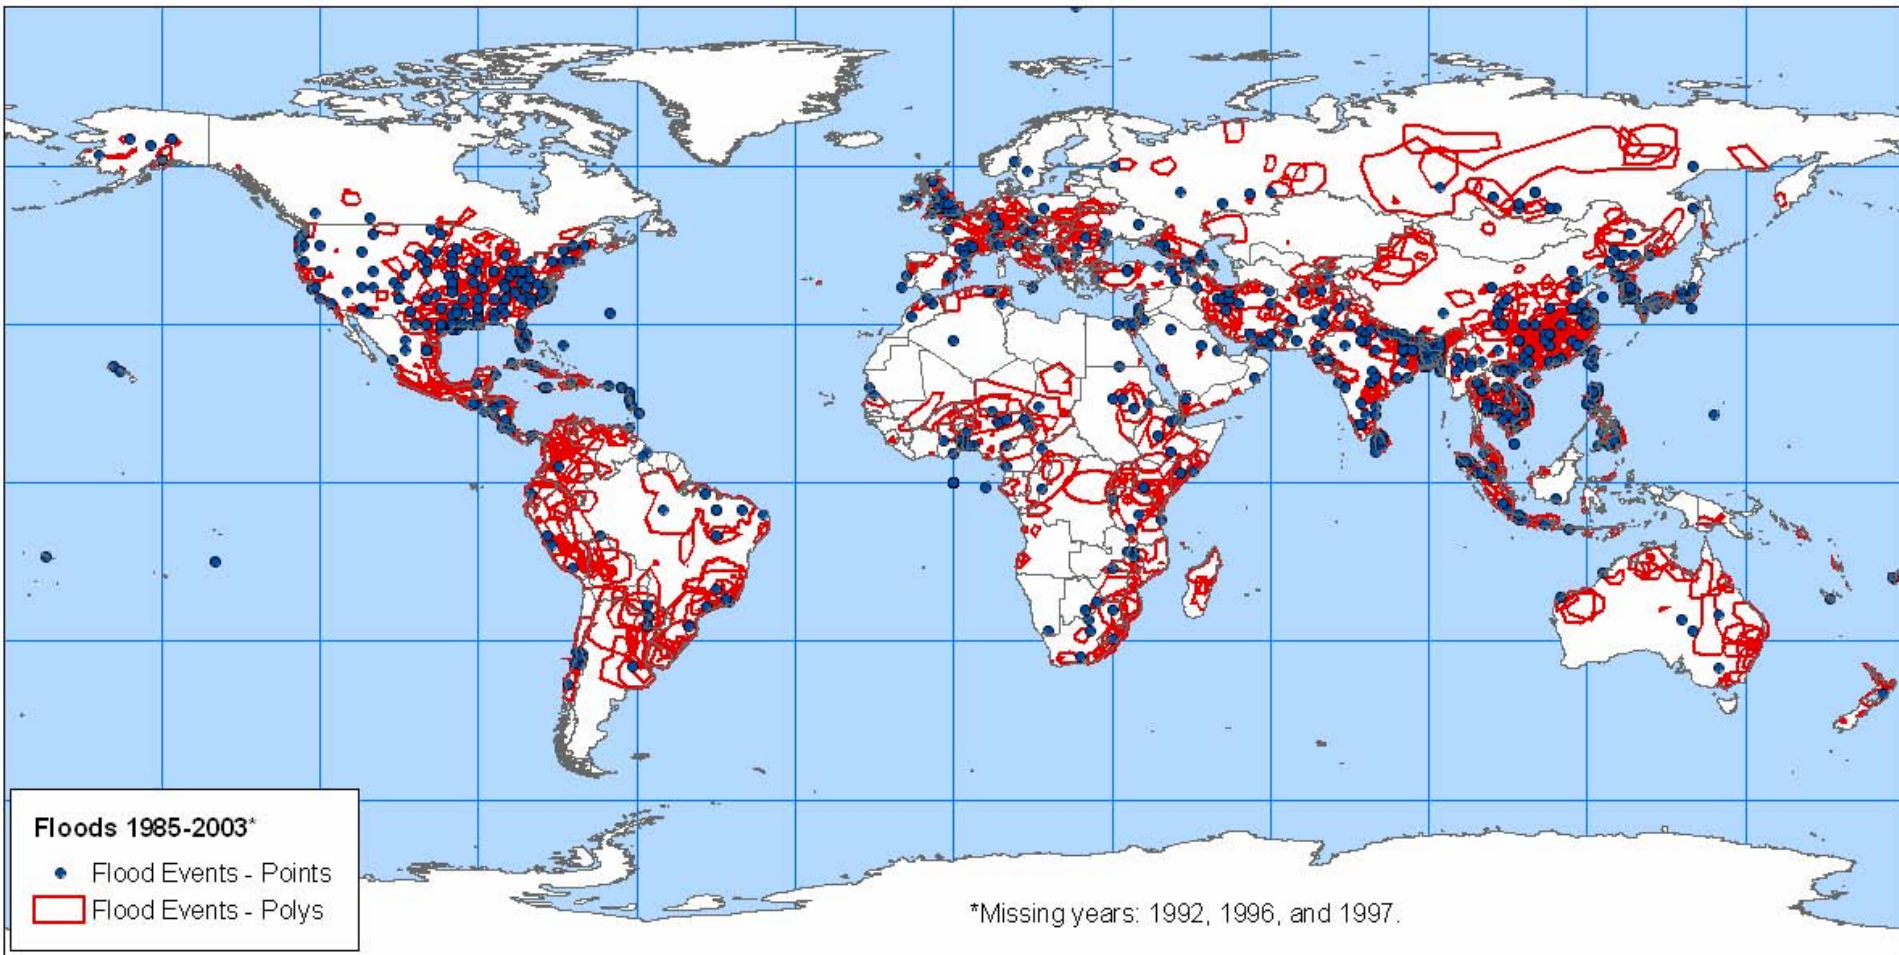 Floods 1985-2003*
Flood Events - Points
Flood Events - Polys
*Missing years: 1992, 1996, and 1997.